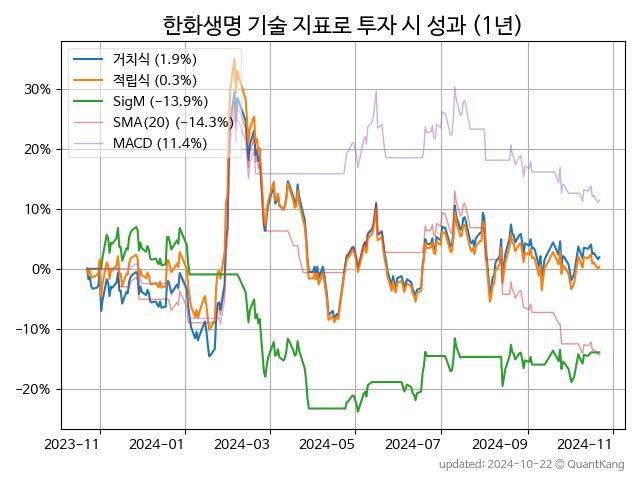 한화생명 기술 지표로 투자 시 성과 (1년)
거치식 (1.9%)
적립식 (0.3%)
SigM (−13.9%)
SMA(20) (−14.3%)
MACD (11.4%)
30%
20%
10%
0%
−10%
−20%
2023-11 2024-01 2024-03 2024-05 2024-07 2024-09 2024-11
updated: 2024-10-22 © QuantKang